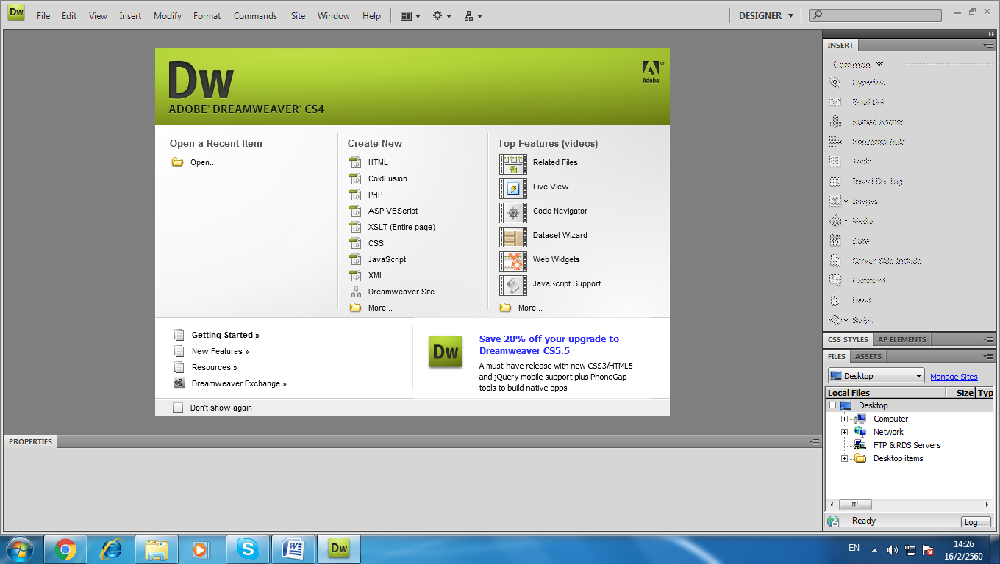 Dw File Edit View Insert Modify Format Commands Site Window Help DESIGNER
Dw
ADOBE® DREAMWEAVER® CS4
Adobe®
Open a Recent Item
Open...
Create New
HTML
ColdFusion
PHP
ASP VBScript
XSLT (Entire page)
CSS
JavaScript
XML
Dreamweaver Site...
More...
Top Features (videos)
Related Files
Live View
Code Navigator
Dataset Wizard
Web Widgets
JavaScript Support
More...
Getting Started »
New Features »
Resources »
Dreamweaver Exchange »
Dw
Save 20% off your upgrade to
Dreamweaver CS5.5
A must-have release with new CSS3/HTML5
and jQuery mobile support plus PhoneGap
tools to build native apps
Don't show again
PROPERTIES
INSERT
Common
Hyperlink
Email Link
Named Anchor
Horizontal Rule
Table
Insert Div Tag
Images
Media
Date
Server-Side Include
Comment
Head
Script
CSS STYLES AP ELEMENTS
FILES ASSETS
Desktop Manage Sites
Local Files Size Typ
Desktop
Computer
Network
FTP & RDS Servers
Desktop items
Ready Log...
S W Dw EN 14:26
16/2/2560